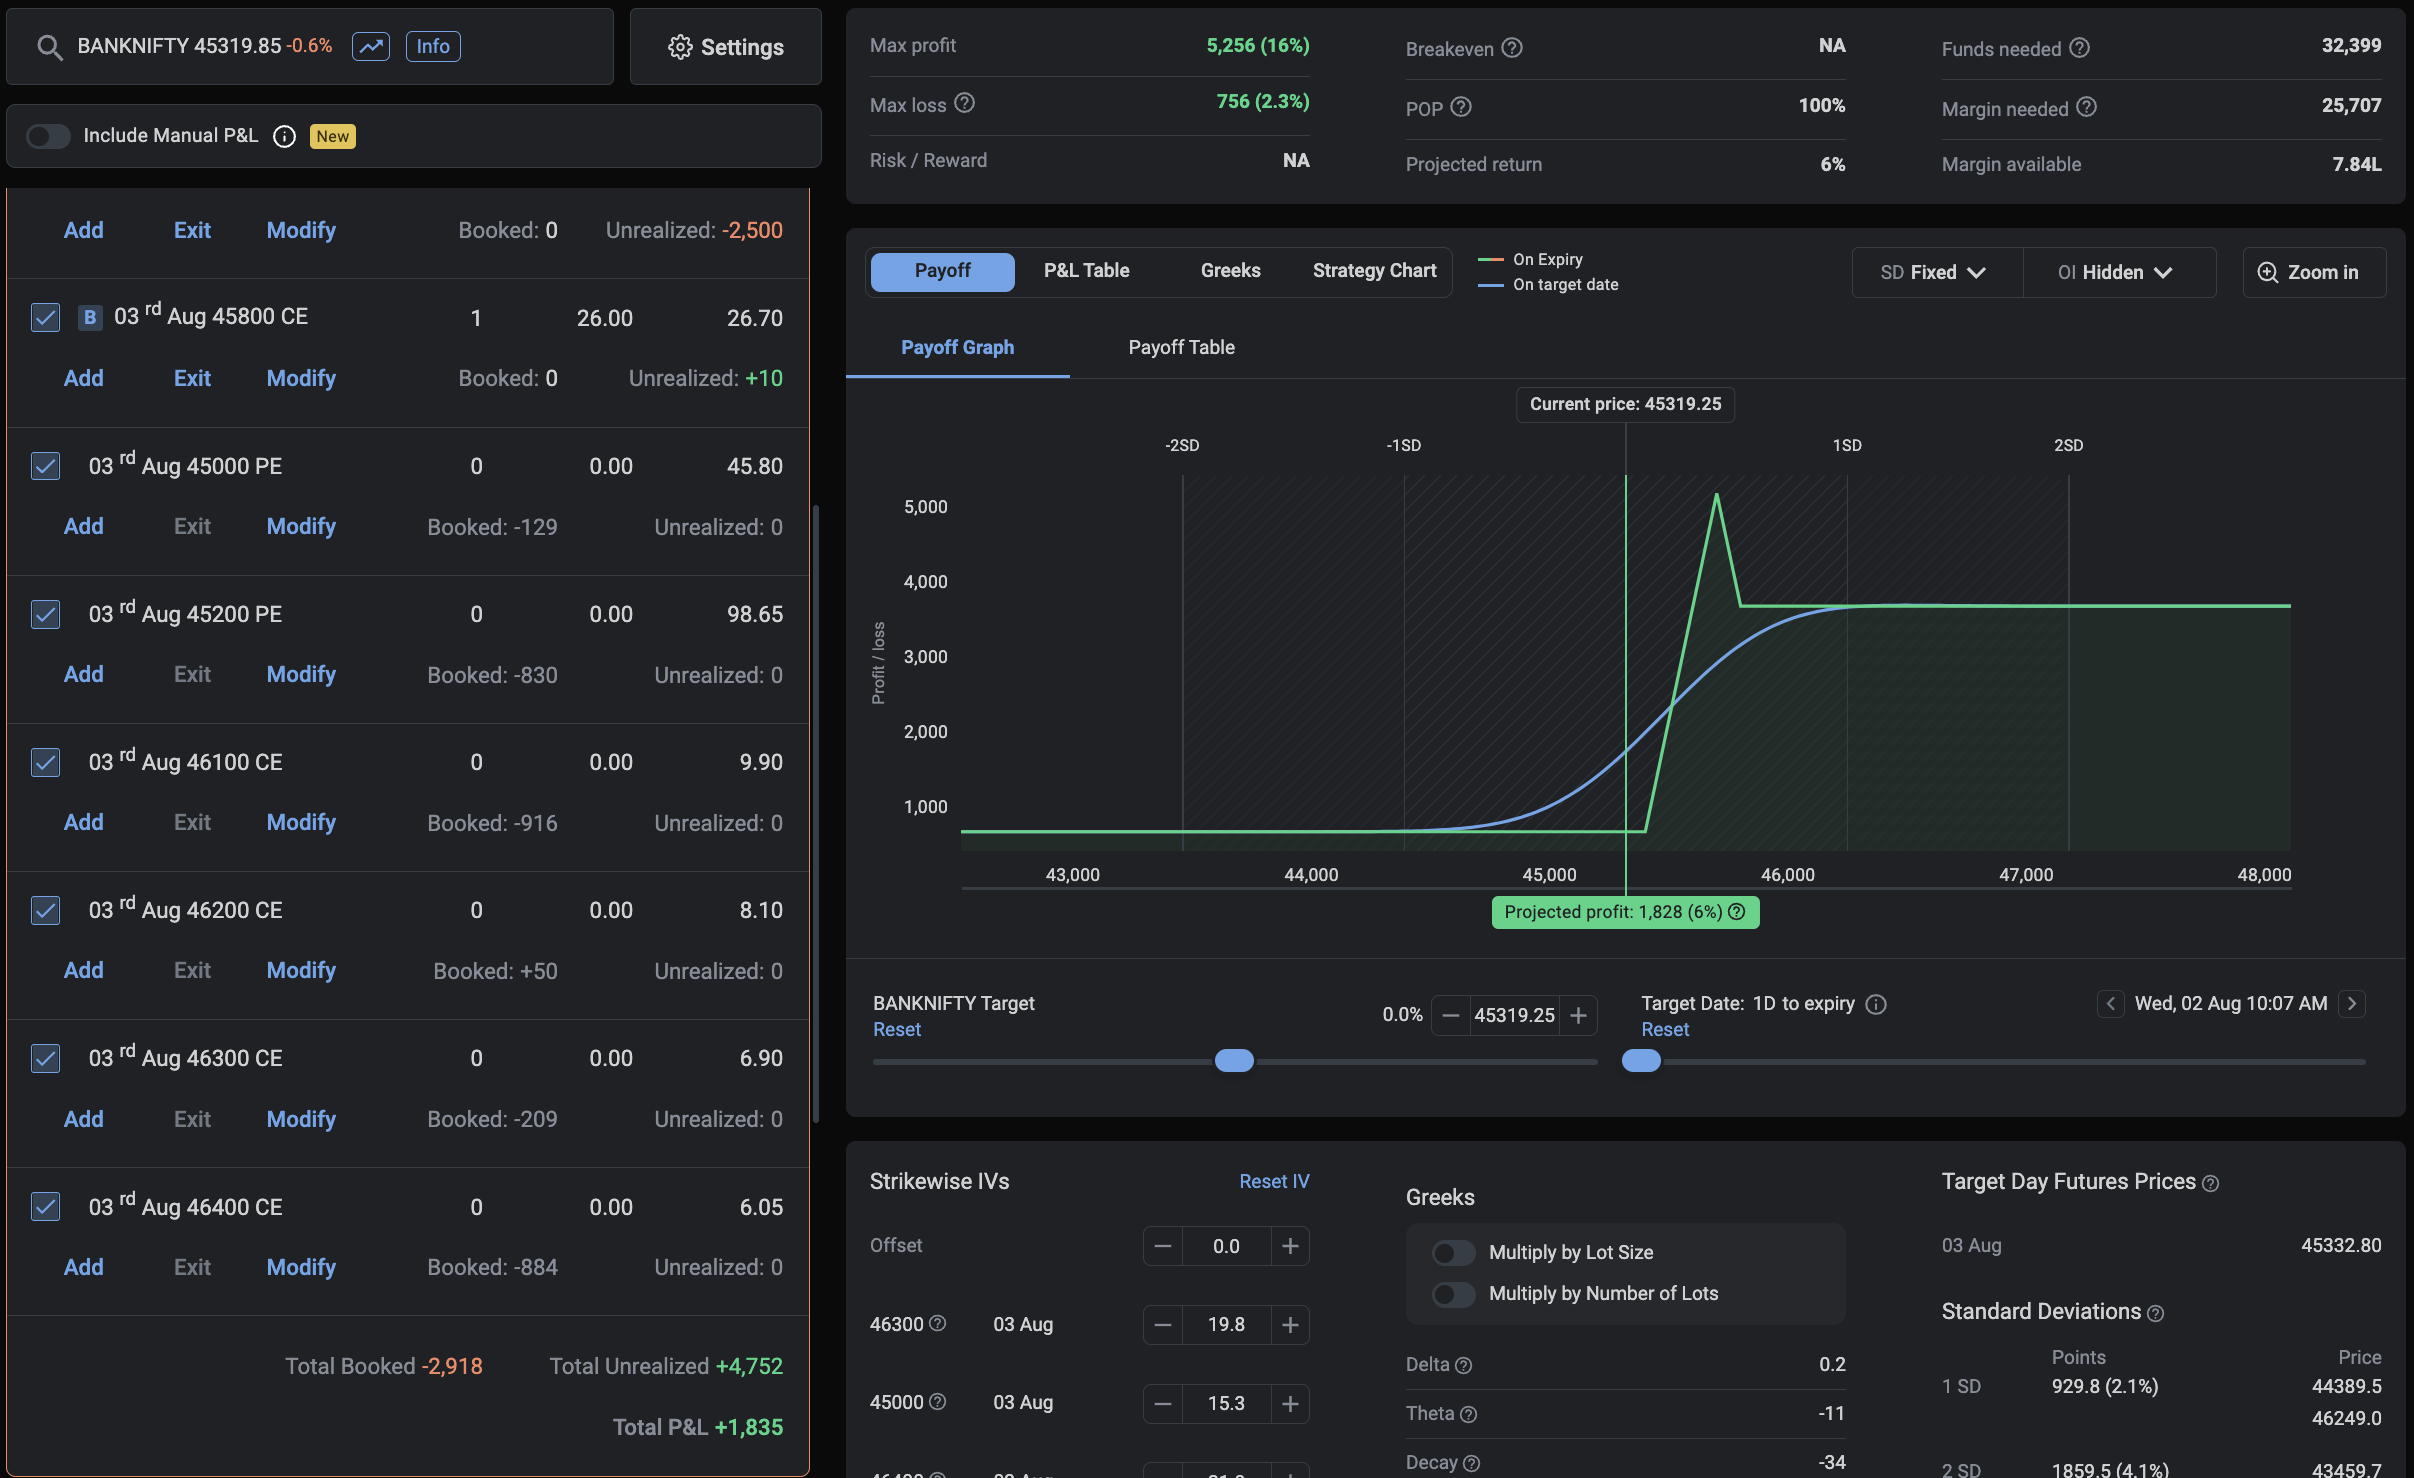 BANKNIFTY 45319.85 -0.6% Info
Settings
Include Manual P&L New
Add Exit Modify Booked: 0 Unrealized: -2,500
B 03 rd Aug 45800 CE 1 26.00 26.70
Add Exit Modify Booked: 0 Unrealized: +10
03 rd Aug 45000 PE 0 0.00 45.80
Add Exit Modify Booked: -129 Unrealized: 0
03 rd Aug 45200 PE 0 0.00 98.65
Add Exit Modify Booked: -830 Unrealized: 0
03 rd Aug 46100 CE 0 0.00 9.90
Add Exit Modify Booked: -916 Unrealized: 0
03 rd Aug 46200 CE 0 0.00 8.10
Add Exit Modify Booked: +50 Unrealized: 0
03 rd Aug 46300 CE 0 0.00 6.90
Add Exit Modify Booked: -209 Unrealized: 0
03 rd Aug 46400 CE 0 0.00 6.05
Add Exit Modify Booked: -884 Unrealized: 0
Total Booked -2,918 Total Unrealized +4,752
Total P&L +1,835
Max profit 5,256 (16%)
Max loss 756 (2.3%)
Risk / Reward NA
Breakeven NA
POP 100%
Projected return 6%
Funds needed 32,399
Margin needed 25,707
Margin available 7.84L
Payoff P&L Table Greeks Strategy Chart
On Expiry
On target date
SD Fixed OI Hidden Zoom in
Payoff Graph Payoff Table
Current price: 45319.25
-2SD -1SD 1SD 2SD
Profit / loss
5,000
4,000
3,000
2,000
1,000
43,000 44,000 45,000 46,000 47,000 48,000
Projected profit: 1,828 (6%)
BANKNIFTY Target 0.0% 45319.25
Reset
Target Date: 1D to expiry Wed, 02 Aug 10:07 AM
Reset
Strikewise IVs Reset IV
Offset 0.0
46300 03 Aug 19.8
45000 03 Aug 15.3
Greeks
Multiply by Lot Size
Multiply by Number of Lots
Delta 0.2
Theta -11
Decay -34
Target Day Futures Prices
03 Aug 45332.80
Standard Deviations
Points Price
1 SD 929.8 (2.1%) 44389.5
46249.0
2 SD 1859.5 (4.1%) 43459.7